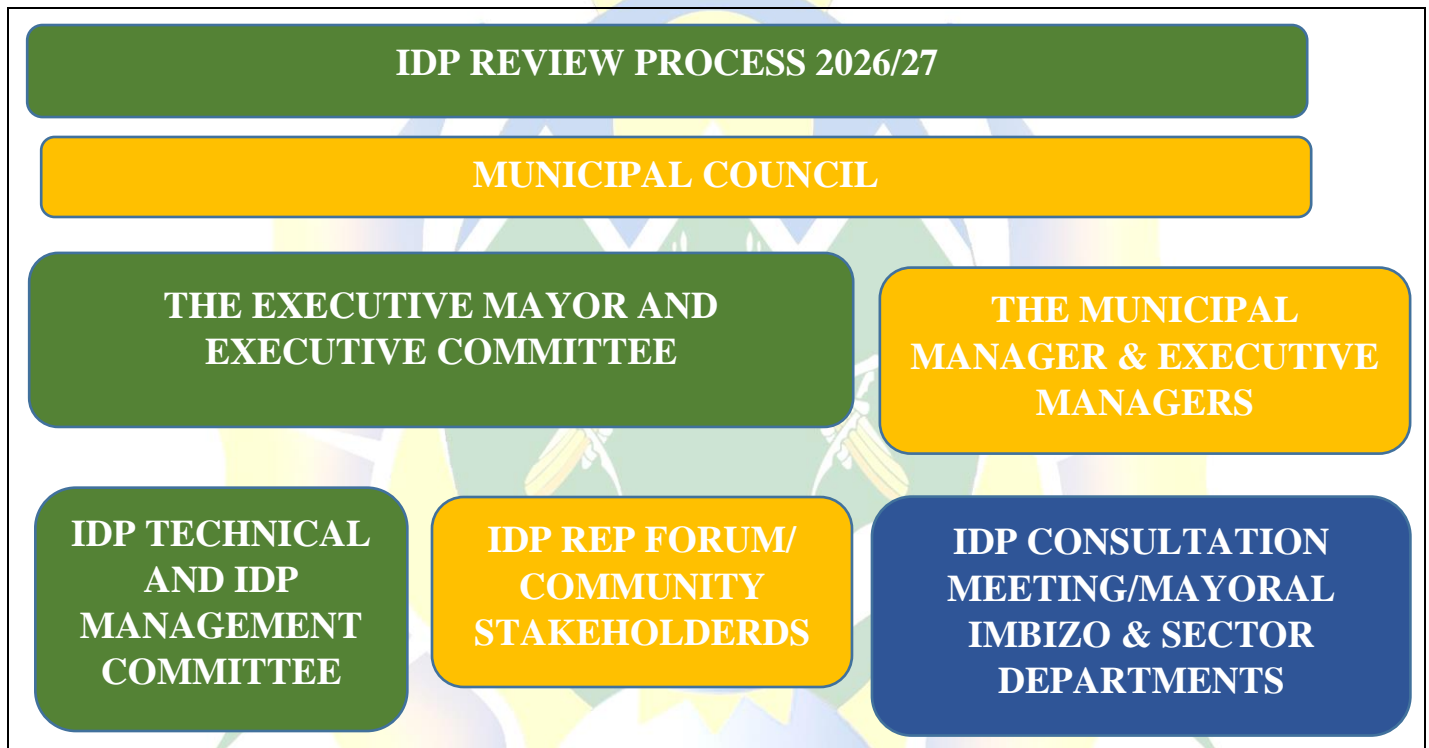 IDP REVIEW PROCESS 2026/27
MUNICIPAL COUNCIL
THE EXECUTIVE MAYOR AND
EXECUTIVE COMMITTEE
THE MUNICIPAL
MANAGER & EXECUTIVE
MANAGERS
IDP TECHNICAL
AND IDP
MANAGEMENT
COMMITTEE
IDP REP FORUM/
COMMUNITY
STAKEHOLDERDS
IDP CONSULTATION
MEETING/MAYORAL
IMBIZO & SECTOR
DEPARTMENTS